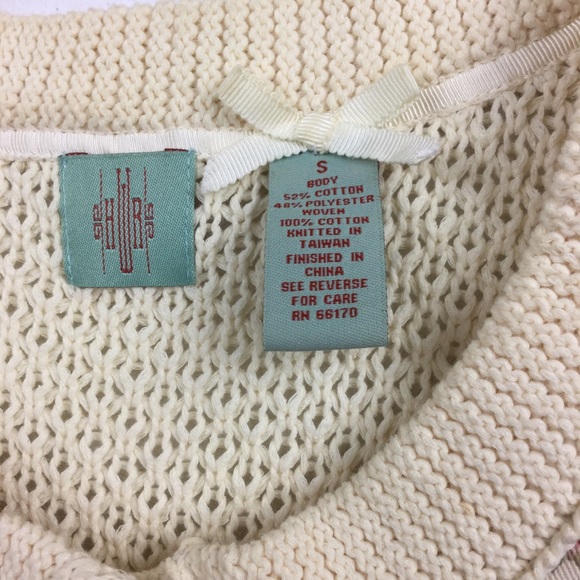 S
BODY
52% COTTON
48% POLYESTER
WOVEN
100% COTTON
KNITTED IN
TAIWAN
FINISHED IN
CHINA
SEE REVERSE
FOR CARE
RN 66170